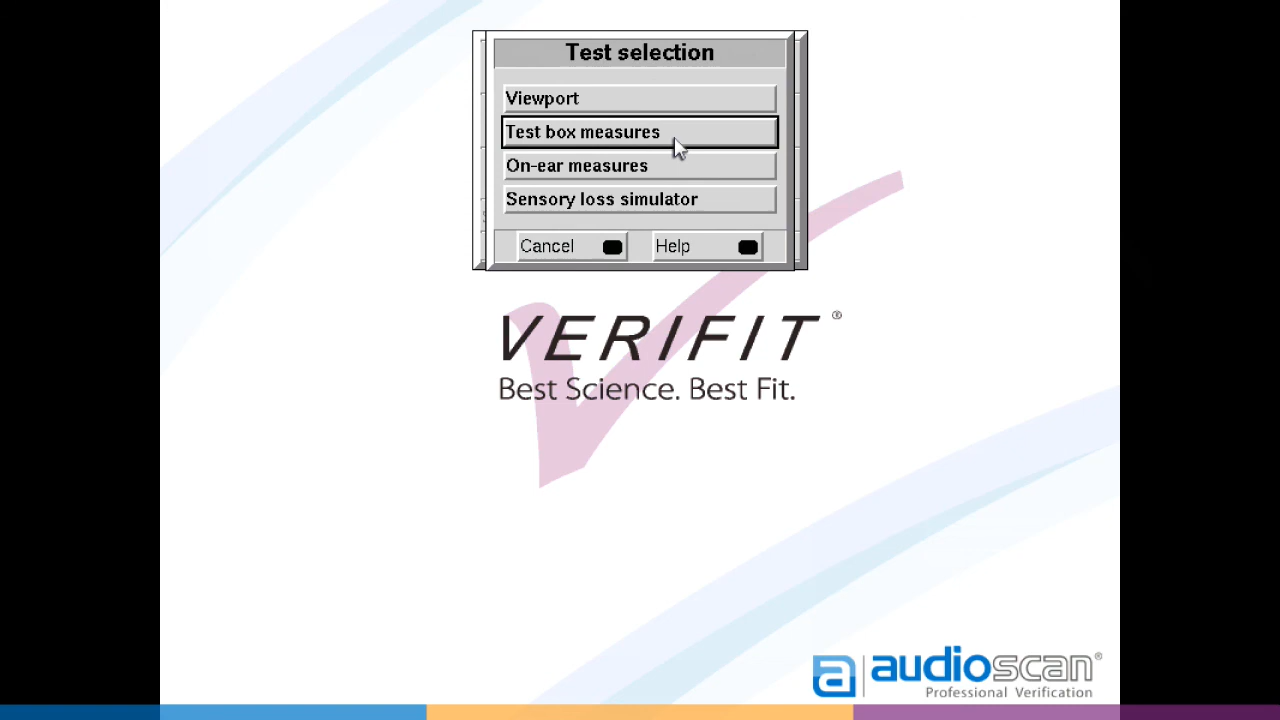 Test selection
Viewport
Test box measures
On-ear measures
Sensory loss simulator
Cancel Help
VERIFIT®
Best Science. Best Fit.
a audioscan®
Professional Verification